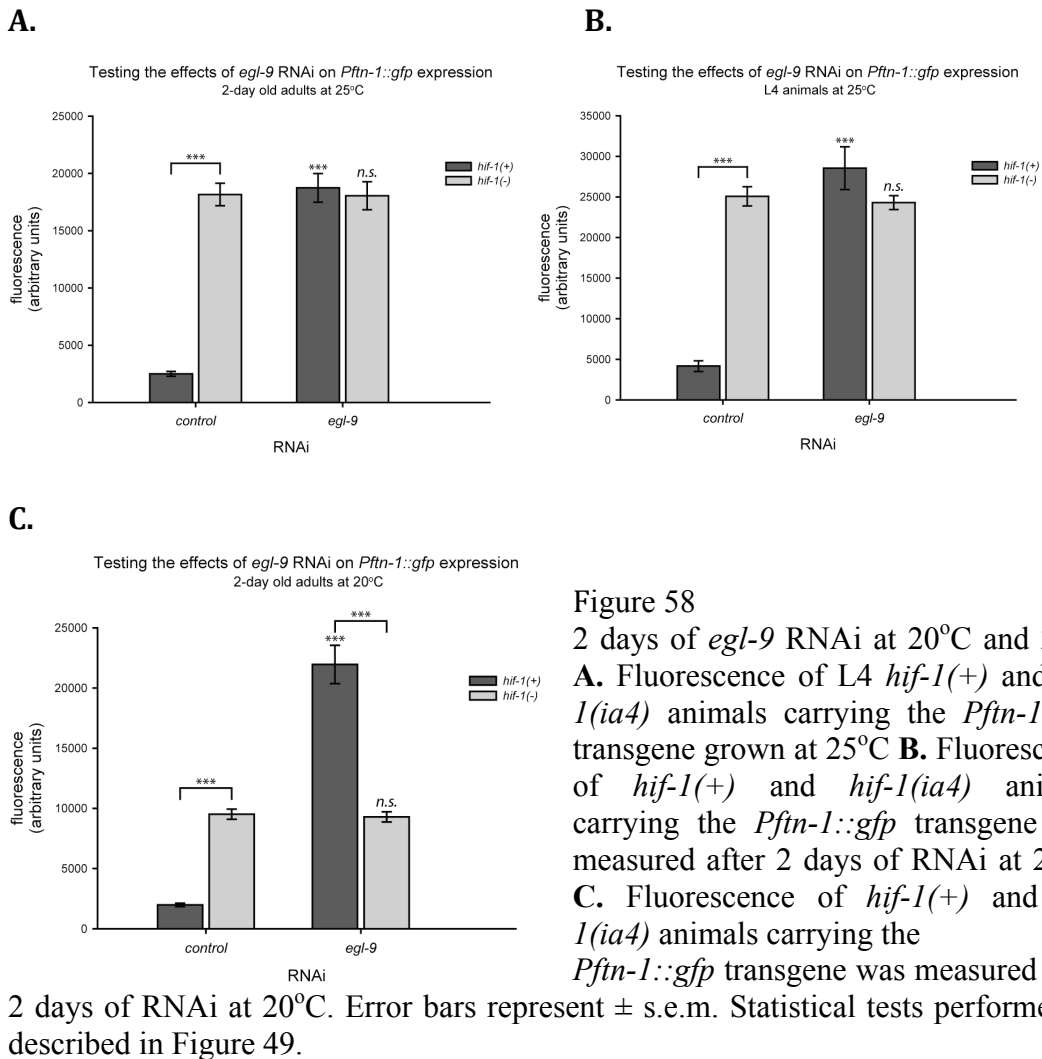 A.
Testing the effects of egl-9 RNAi on Pftn-1::gfp expression
2-day old adults at 25°C
25000
20000
15000
10000
5000
0
fluorescence
(arbitrary units)
***
***
n.s.
hif-1(+)
hif-1(-)
control
egl-9
RNAi
B.
Testing the effects of egl-9 RNAi on Pftn-1::gfp expression
L4 animals at 25°C
35000
30000
25000
20000
15000
10000
5000
0
fluorescence
(arbitrary units)
***
***
n.s.
hif-1(+)
hif-1(-)
control
egl-9
RNAi
C.
Testing the effects of egl-9 RNAi on Pftn-1::gfp expression
2-day old adults at 20°C
25000
20000
15000
10000
5000
0
fluorescence
(arbitrary units)
***
***
***
n.s.
hif-1(+)
hif-1(-)
control
egl-9
RNAi
Figure 58
2 days of egl-9 RNAi at 20°C and
A. Fluorescence of L4 hif-1(+) and
1(ia4) animals carrying the Pftn-1
transgene grown at 25°C B. Fluoresce
of hif-1(+) and hif-1(ia4) ani
carrying the Pftn-1::gfp transgene
measured after 2 days of RNAi at 2
C. Fluorescence of hif-1(+) and
1(ia4) animals carrying the
Pftn-1::gfp transgene was measured
2 days of RNAi at 20°C. Error bars represent ± s.e.m. Statistical tests performe
described in Figure 49.